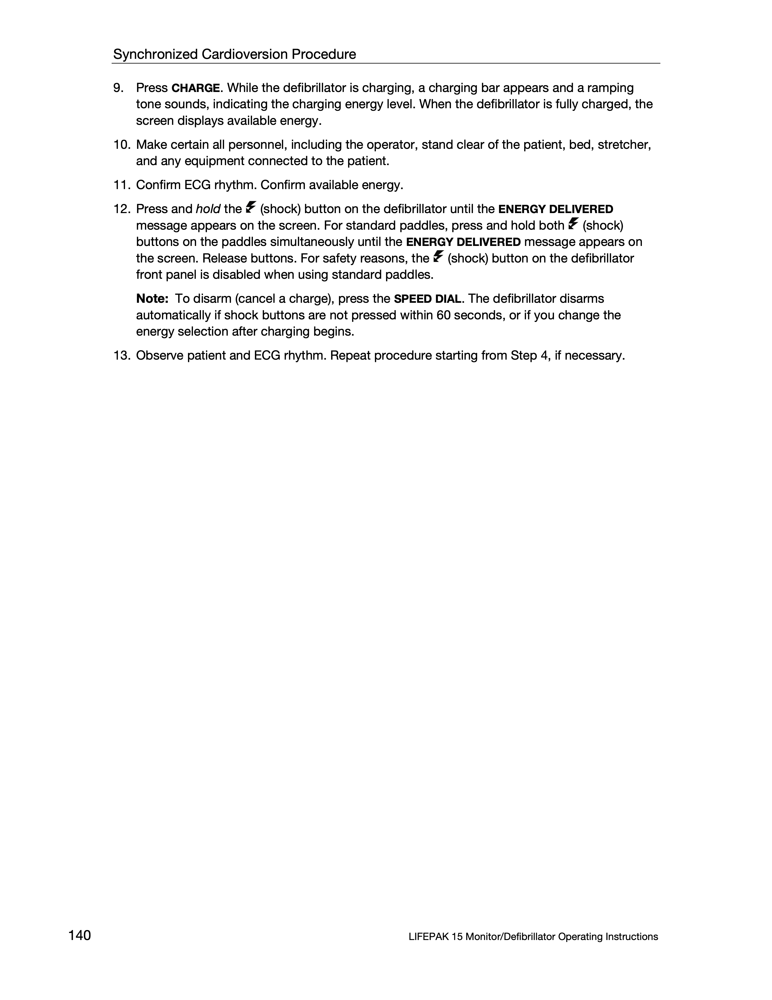 Synchronized Cardioversion Procedure
9. Press CHARGE. While the defibrillator is charging, a charging bar appears and a ramping
tone sounds, indicating the charging energy level. When the defibrillator is fully charged, the
screen displays available energy.
10. Make certain all personnel, including the operator, stand clear of the patient, bed, stretcher,
and any equipment connected to the patient.
11. Confirm ECG rhythm. Confirm available energy.
12. Press and hold the (shock) button on the defibrillator until the ENERGY DELIVERED
message appears on the screen. For standard paddles, press and hold both (shock)
buttons on the paddles simultaneously until the ENERGY DELIVERED message appears on
the screen. Release buttons. For safety reasons, the (shock) button on the defibrillator
front panel is disabled when using standard paddles.
Note: To disarm (cancel a charge), press the SPEED DIAL. The defibrillator disarms
automatically if shock buttons are not pressed within 60 seconds, or if you change the
energy selection after charging begins.
13. Observe patient and ECG rhythm. Repeat procedure starting from Step 4, if necessary.
140
LIFEPAK 15 Monitor/Defibrillator Operating Instructions